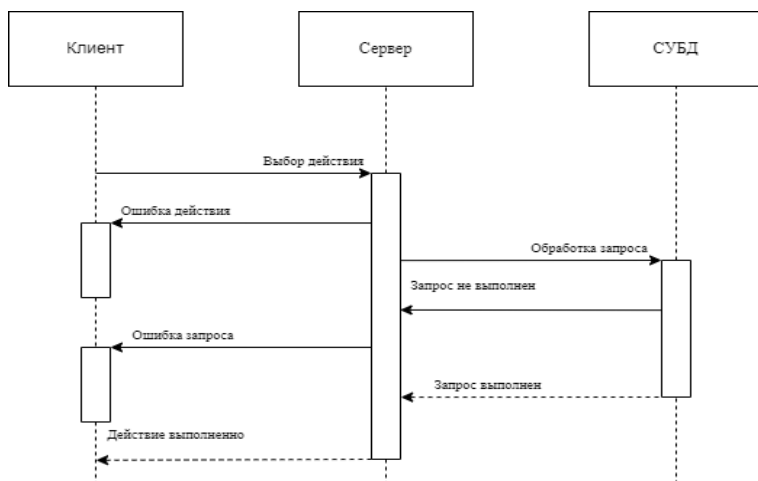 Клиент
Сервер
СУБД
Выбор действия
Ошибка действия
Обработка запроса
Запрос не выполнен
Ошибка запроса
Запрос выполнен
Действие выполненно